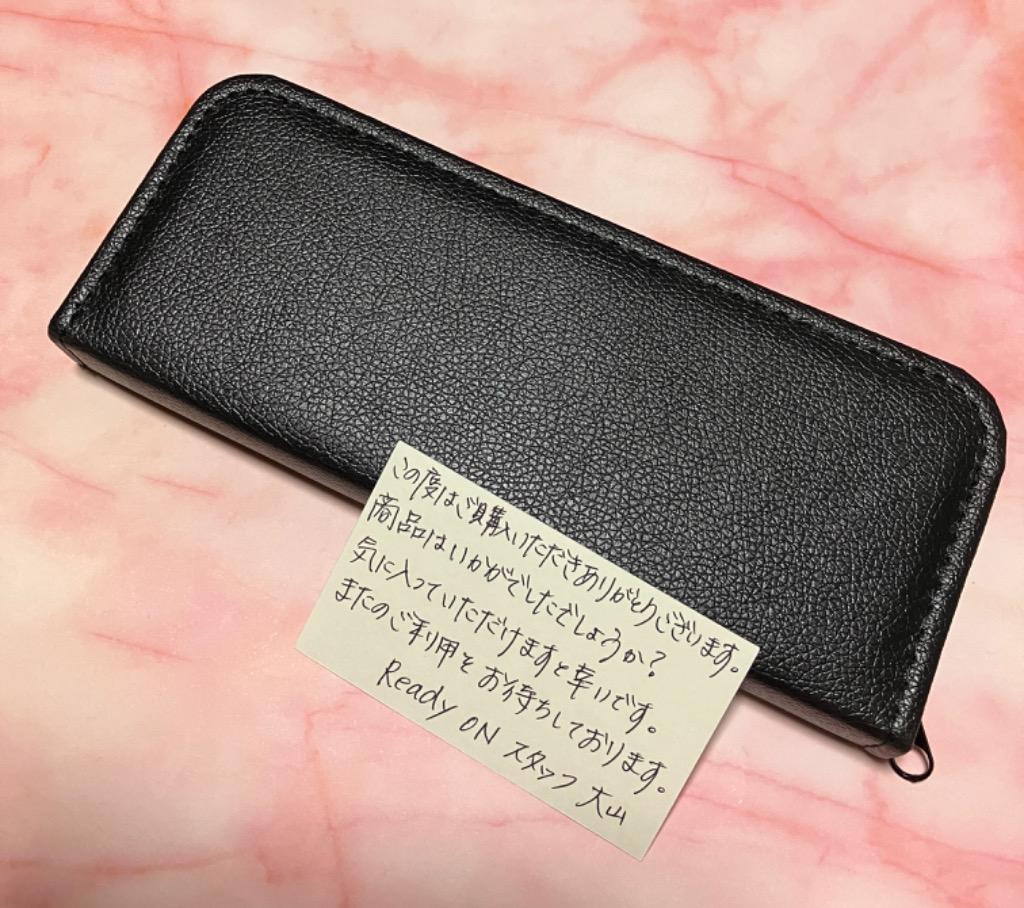 この度はご購入いただきありがとうございます。
商品はいかがでしたでしょうか?
気に入っていただけますと幸いです。
またのご利用をお待ちしております。
Ready ON スタッフ 大山